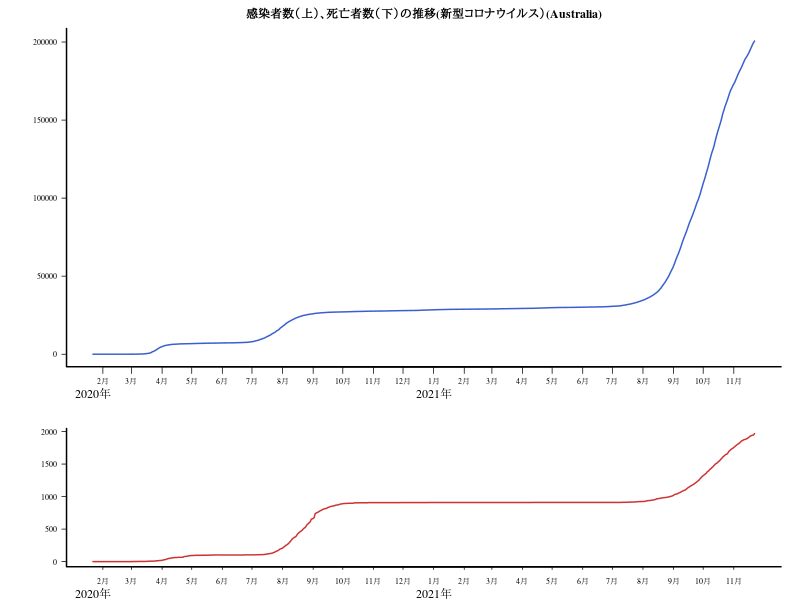 感染者数（上）、死亡者数（下）の推移(新型コロナウイルス）(Australia)
200000
150000
100000
50000
0
2月 3月 4月 5月 6月 7月 8月 9月 10月 11月 12月 1月 2月 3月 4月 5月 6月 7月 8月 9月 10月 11月
2020年 2021年
2000
1500
1000
500
0
2月 3月 4月 5月 6月 7月 8月 9月 10月 11月 12月 1月 2月 3月 4月 5月 6月 7月 8月 9月 10月 11月
2020年 2021年